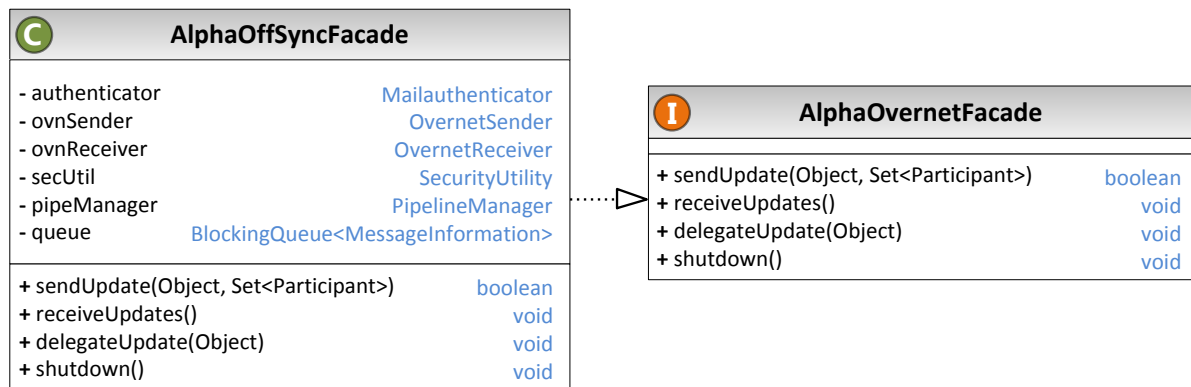 C AlphaOffSyncFacade
- authenticator Mailauthenticator
- ovnSender OvernetSender
- ovnReceiver OvernetReceiver
- secUtil SecurityUtility
- pipeManager PipelineManager
- queue BlockingQueue<MessageInformation>
+ sendUpdate(Object, Set<Participant>) boolean
+ receiveUpdates() void
+ delegateUpdate(Object) void
+ shutdown() void
I AlphaOvernetFacade
+ sendUpdate(Object, Set<Participant>) boolean
+ receiveUpdates() void
+ delegateUpdate(Object) void
+ shutdown() void